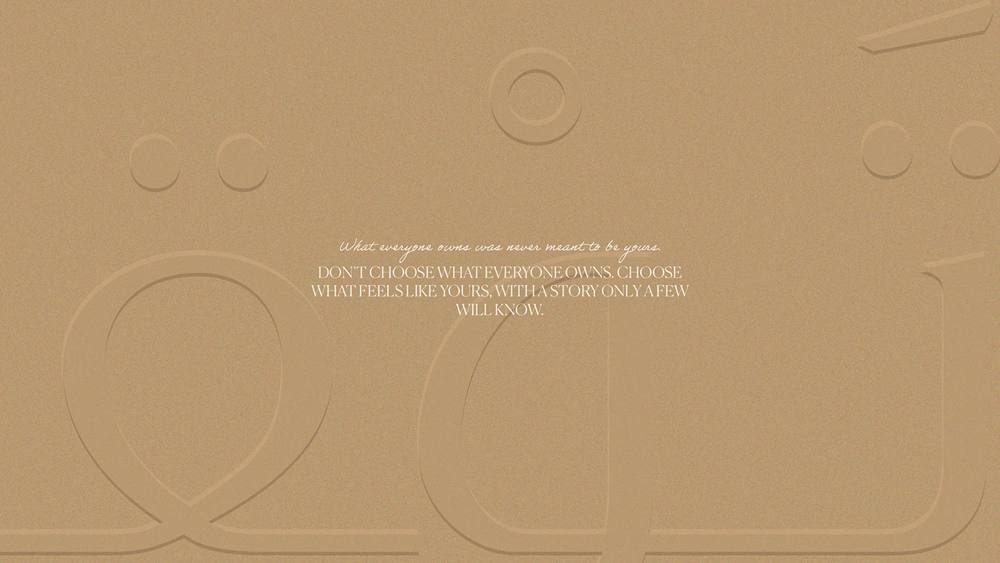 What everyone owns was never meant to be yours.
DON'T CHOOSE WHAT EVERYONE OWNS. CHOOSE
WHAT FEELS LIKE YOURS, WITH A STORY ONLY A FEW
WILL KNOW.